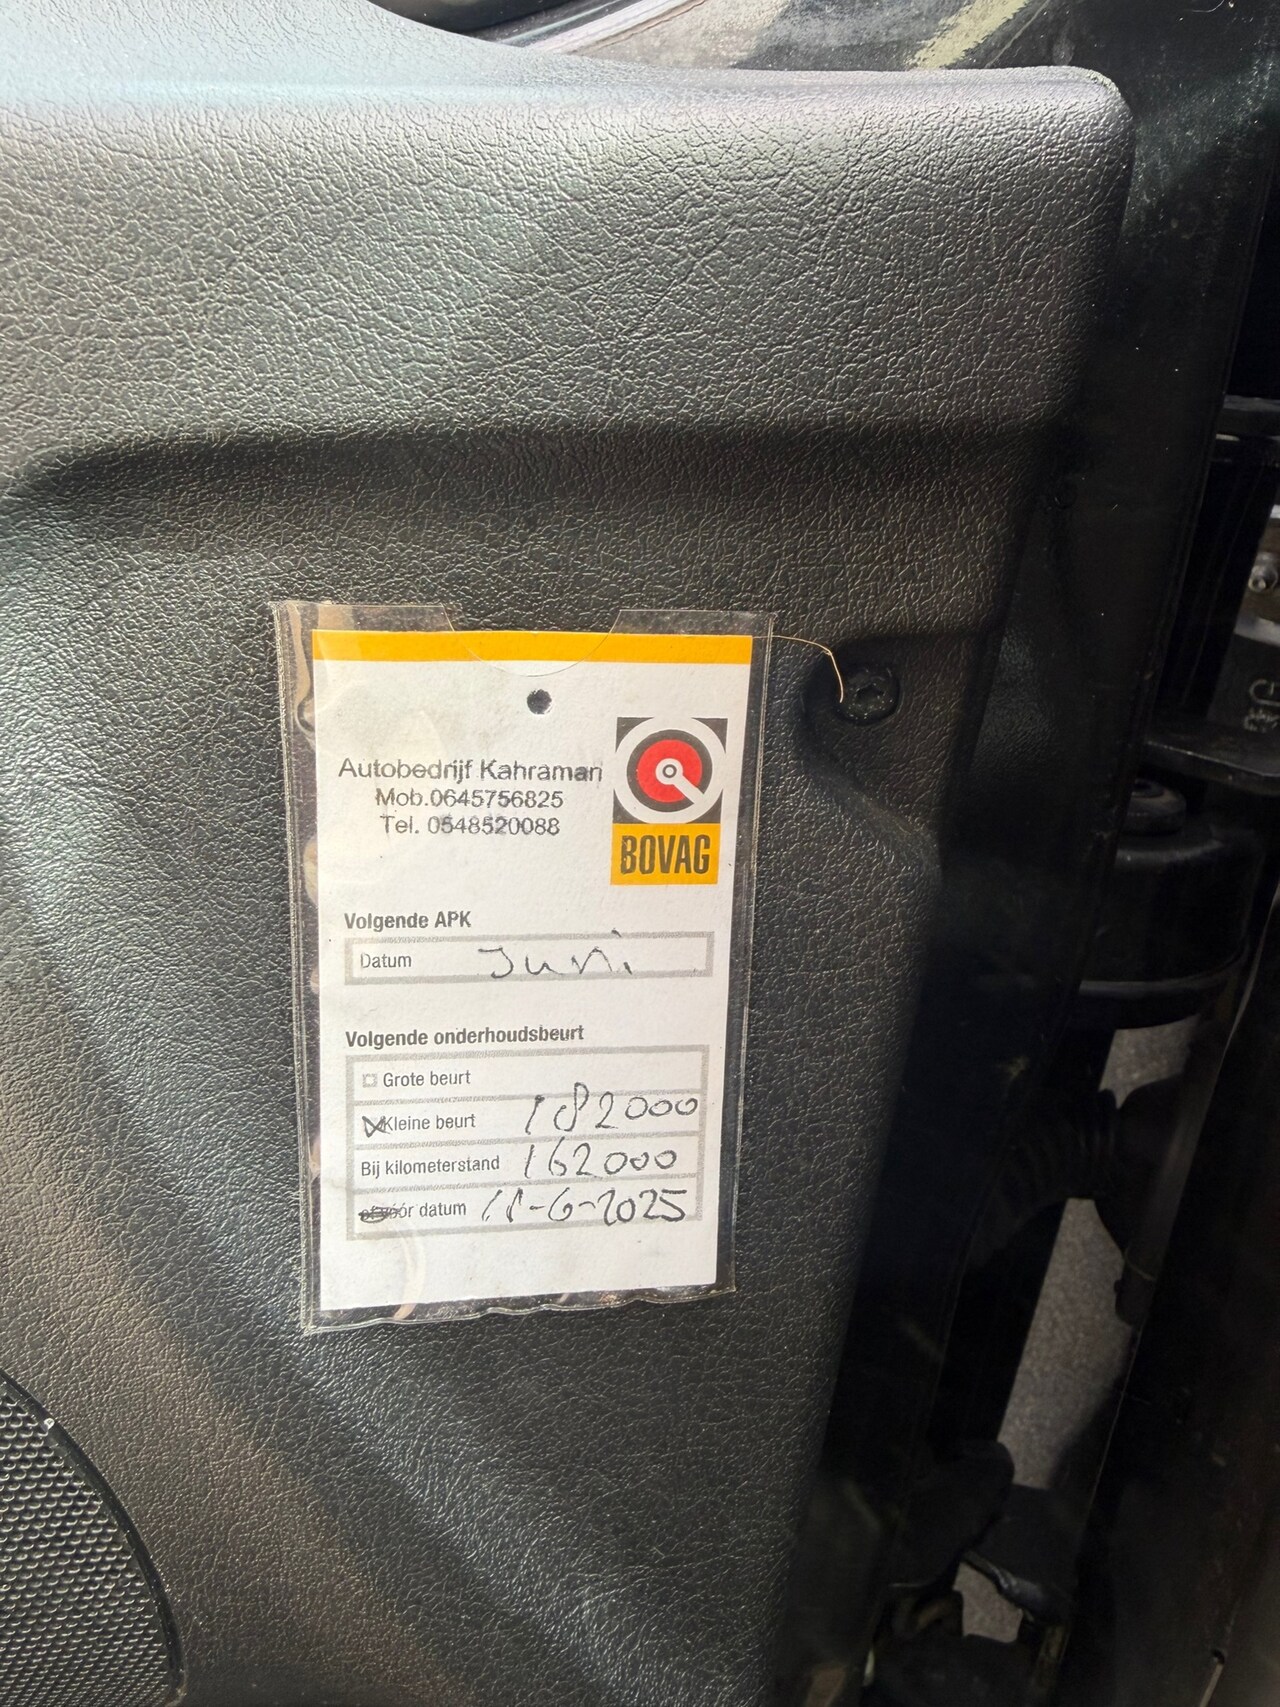 Autobedrijf Kahraman
Mob.0645756825
Tel. 0548520088
BOVAG
Volgende APK
Datum Juni
Volgende onderhoudsbeurt
Grote beurt
Kleine beurt 182000
Bij kilometerstand 162000
óór datum 11-6-2025